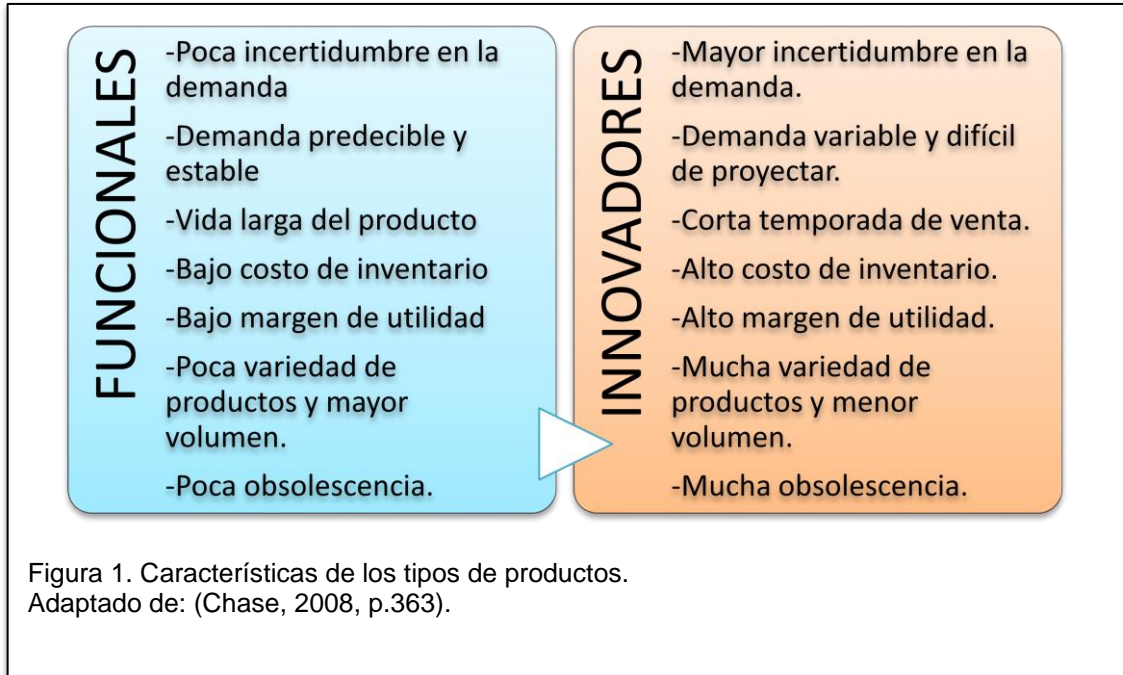 FUNCIONALES
-Poca incertidumbre en la
demanda
-Demanda predecible y
estable
-Vida larga del producto
-Bajo costo de inventario
-Bajo margen de utilidad
-Poca variedad de
productos y mayor
volumen.
-Poca obsolescencia.
INNOVADORES
-Mayor incertidumbre en la
demanda.
-Demanda variable y difícil
de proyectar.
-Corta temporada de venta.
-Alto costo de inventario.
-Alto margen de utilidad.
-Mucha variedad de
productos y menor
volumen.
-Mucha obsolescencia.
Figura 1. Características de los tipos de productos.
Adaptado de: (Chase, 2008, p.363).